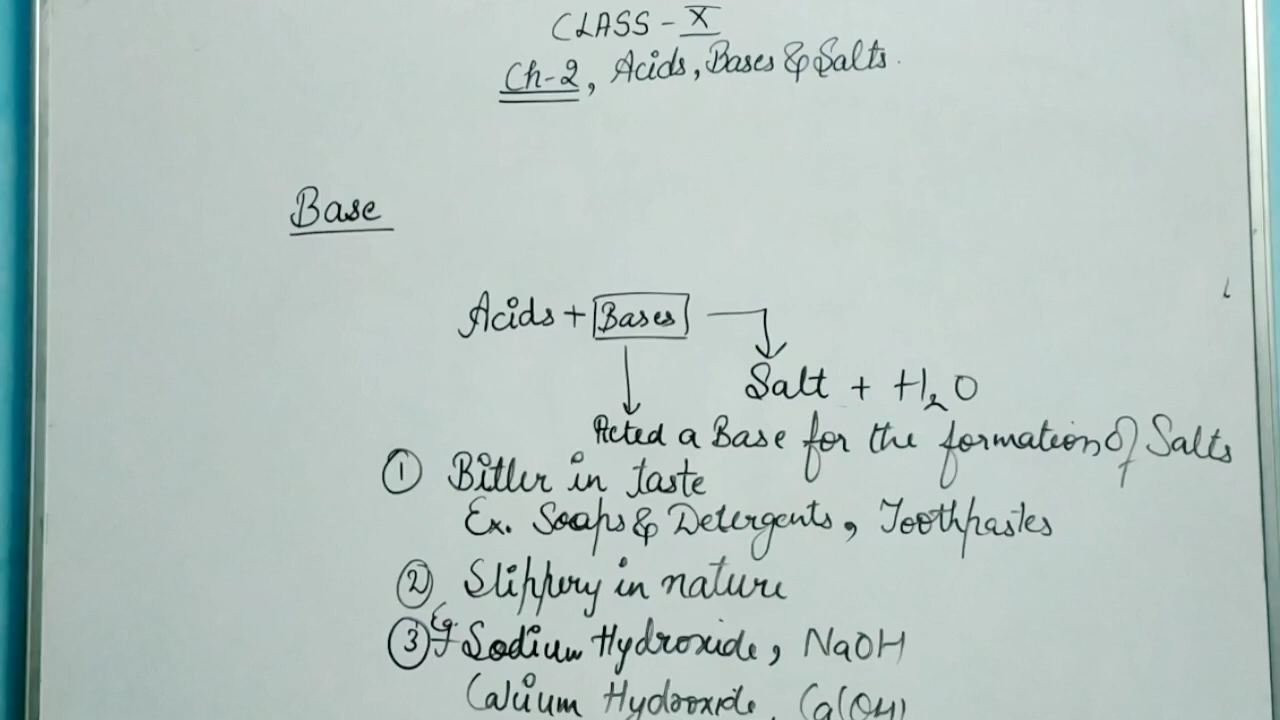 CLASS - X
Ch-2, Acids, Bases & Salts.
Base
Acids + Bases
Salt + H₂O
Acted a Base for the formation of Salts
① Bitter in taste
Ex. Soaps & Detergents, Toothpastes
② Slippery in nature
③ Eg. Sodium Hydroxide, NaOH
Calcium Hydroxide, Ca(OH)